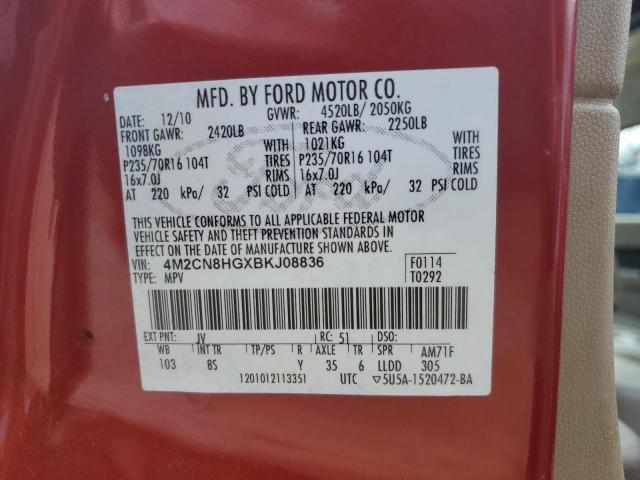 MFD. BY FORD MOTOR CO.
DATE: 12/10 GVWR: 4520LB/ 2050KG
FRONT GAWR: 2420LB REAR GAWR: 2250LB
1098KG WITH 1021KG WITH
P235/70R16 104T TIRES P235/70R16 104T TIRES
16x7.0J RIMS 16x7.0J RIMS
AT 220 kPa/ 32 PSI COLD AT 220 kPa/ 32 PSI COLD
THIS VEHICLE CONFORMS TO ALL APPLICABLE FEDERAL MOTOR
VEHICLE SAFETY AND THEFT PREVENTION STANDARDS IN
EFFECT ON THE DATE OF MANUFACTURE SHOWN ABOVE.
VIN: 4M2CN8HGXBKJ08836 F0114
TYPE: MPV T0292
EXT PNT: JV RC: 51 DSO:
WB INT TR TP/PS R AXLE TR SPR AM71F
103 8S Y 35 6 LLDD 305
1201012113351 UTC ▽5U5A-1520472-BA